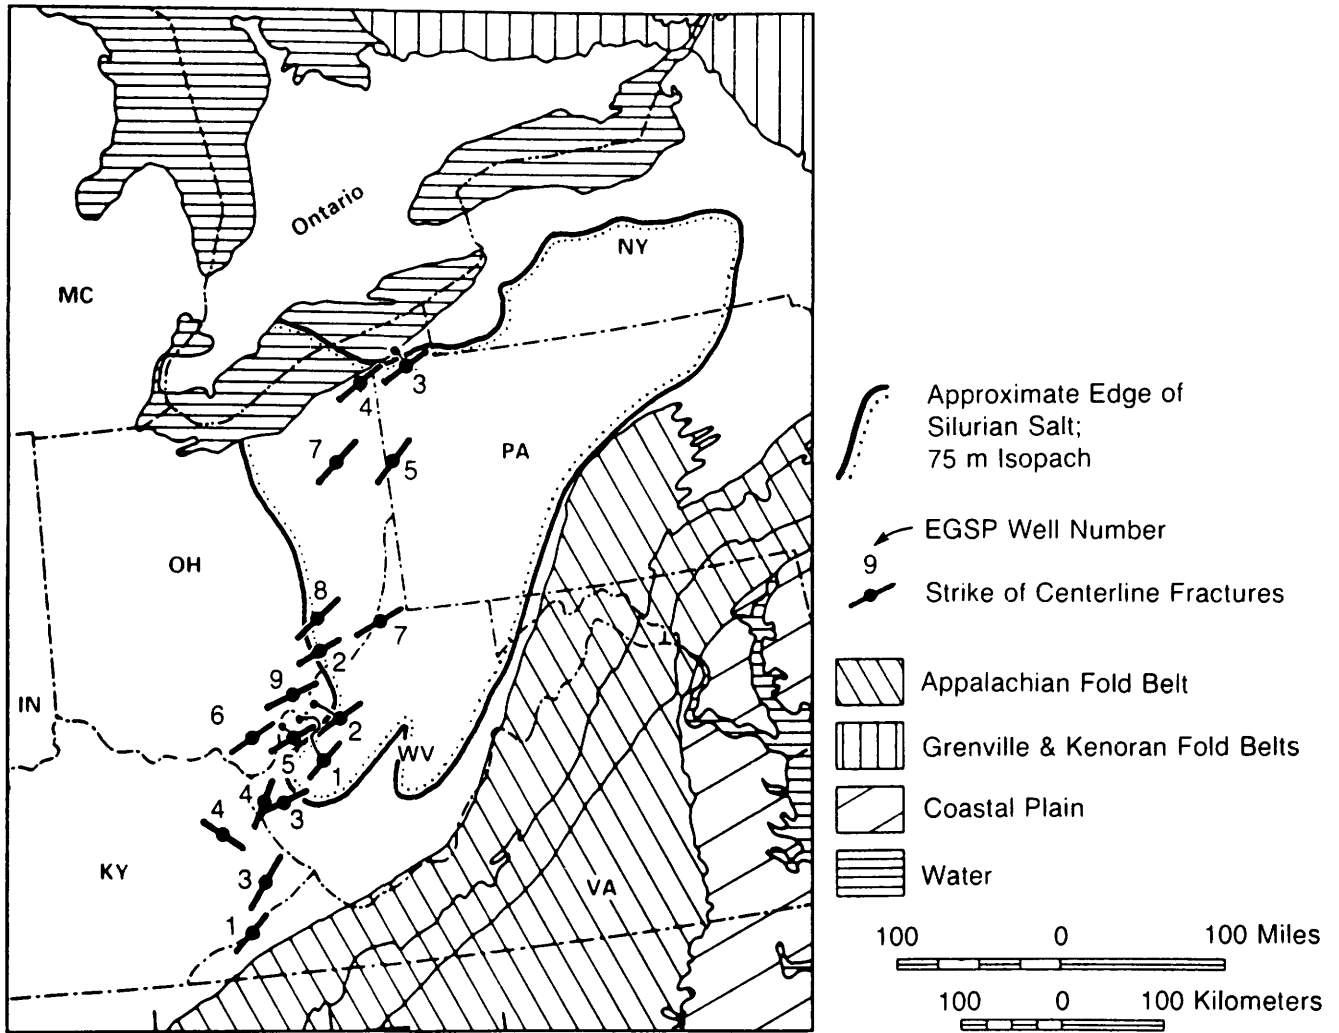 Ontario
NY
MC
3
4
7
5
PA
OH
8
7
2
9
IN
6
2
5
1
WV
4
3
4
KY
3
VA
1
Approximate Edge of
Silurian Salt;
75 m Isopach
EGSP Well Number
9
Strike of Centerline Fractures
Appalachian Fold Belt
Grenville & Kenoran Fold Belts
Coastal Plain
Water
100 0 100 Miles
100 0 100 Kilometers